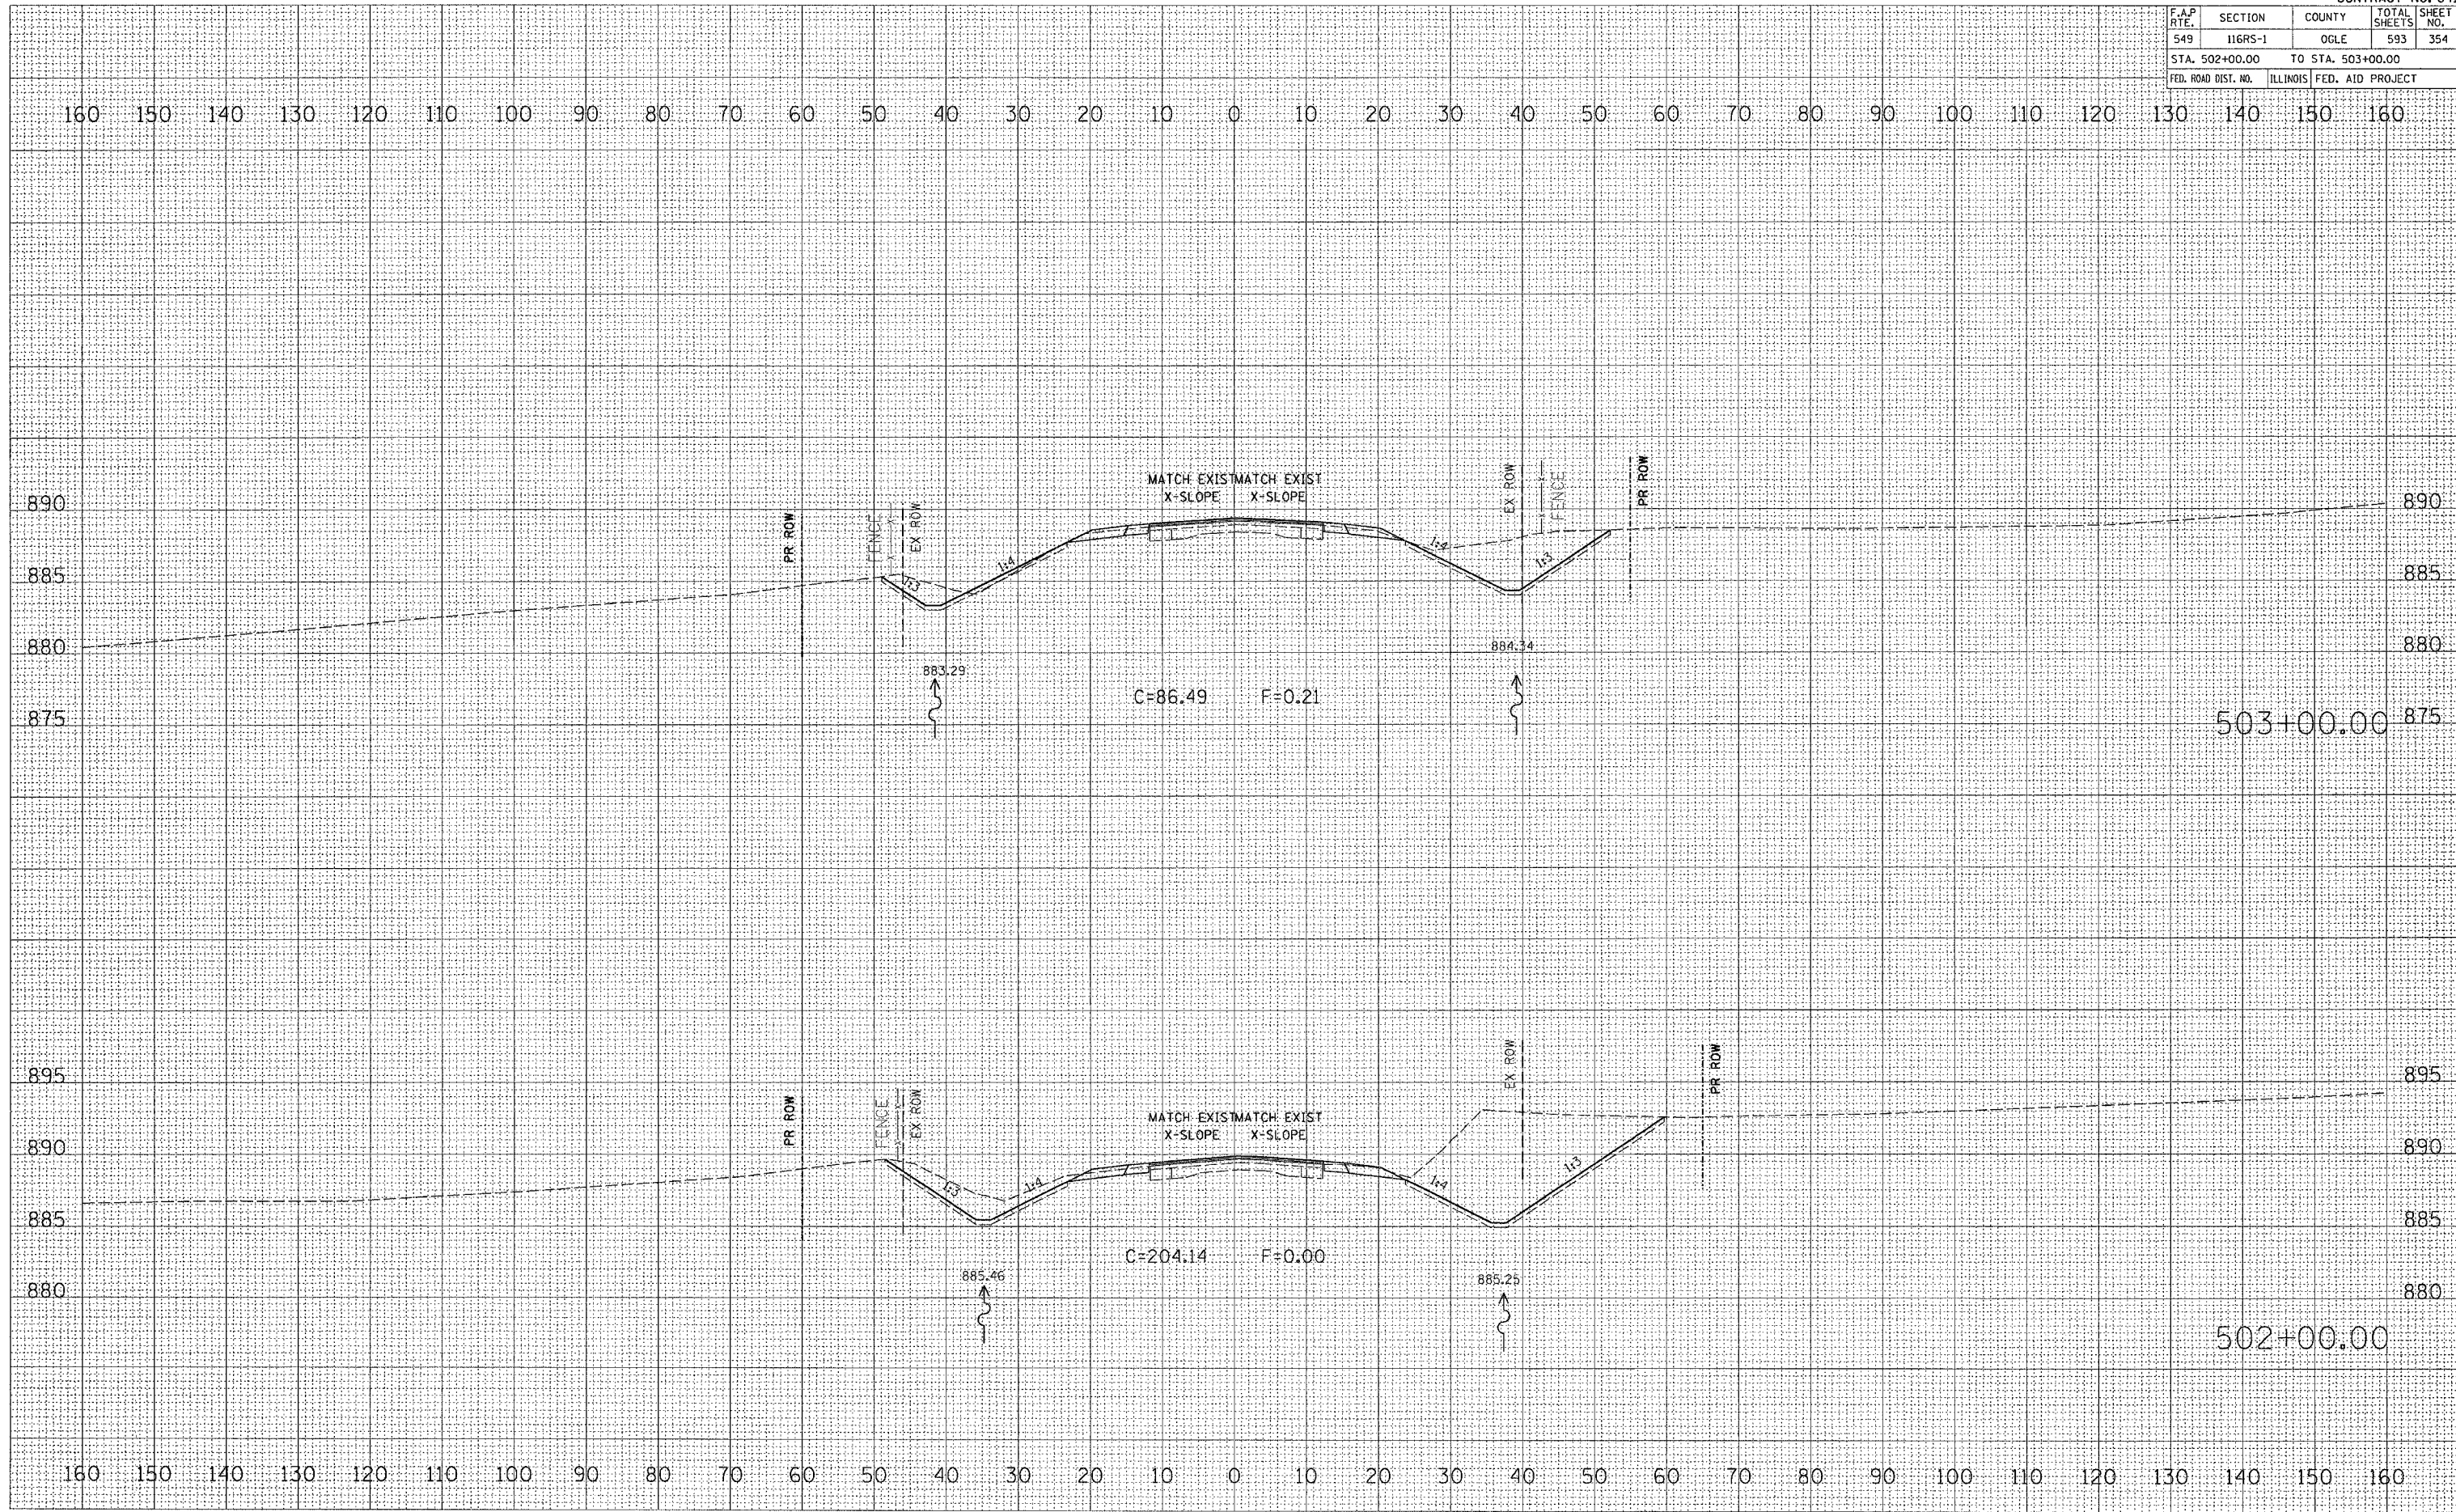 F.A.P RTE. SECTION COUNTY TOTAL SHEETS SHEET NO.
549 116RS-1 OGLE 593 354
STA. 502+00.00 TO STA. 503+00.00
FED. ROAD DIST. NO. ILLINOIS FED. AID PROJECT
160 150 140 130 120 110 100 90 80 70 60 50 40 30 20 10 0 10 20 30 40 50 60 70 80 90 100 110 120 130 140 150 160
MATCH EXIST MATCH EXIST
X-SLOPE X-SLOPE
PR ROW
FENCE
EX ROW
EX ROW
FENCE
PR ROW
890 890
1:3 1:4 1:4 1:3
885 885
880 880
883.29 884.34
C=86.49 F=0.21
875 503+00.00 875
895 895
PR ROW
FENCE
EX ROW
EX ROW
PR ROW
MATCH EXIST MATCH EXIST
X-SLOPE X-SLOPE
890 890
1:3 1:4 1:4 1:3
885 885
C=204.14 F=0.00
885.46 885.25
880 880
502+00.00
160 150 140 130 120 110 100 90 80 70 60 50 40 30 20 10 0 10 20 30 40 50 60 70 80 90 100 110 120 130 140 150 160